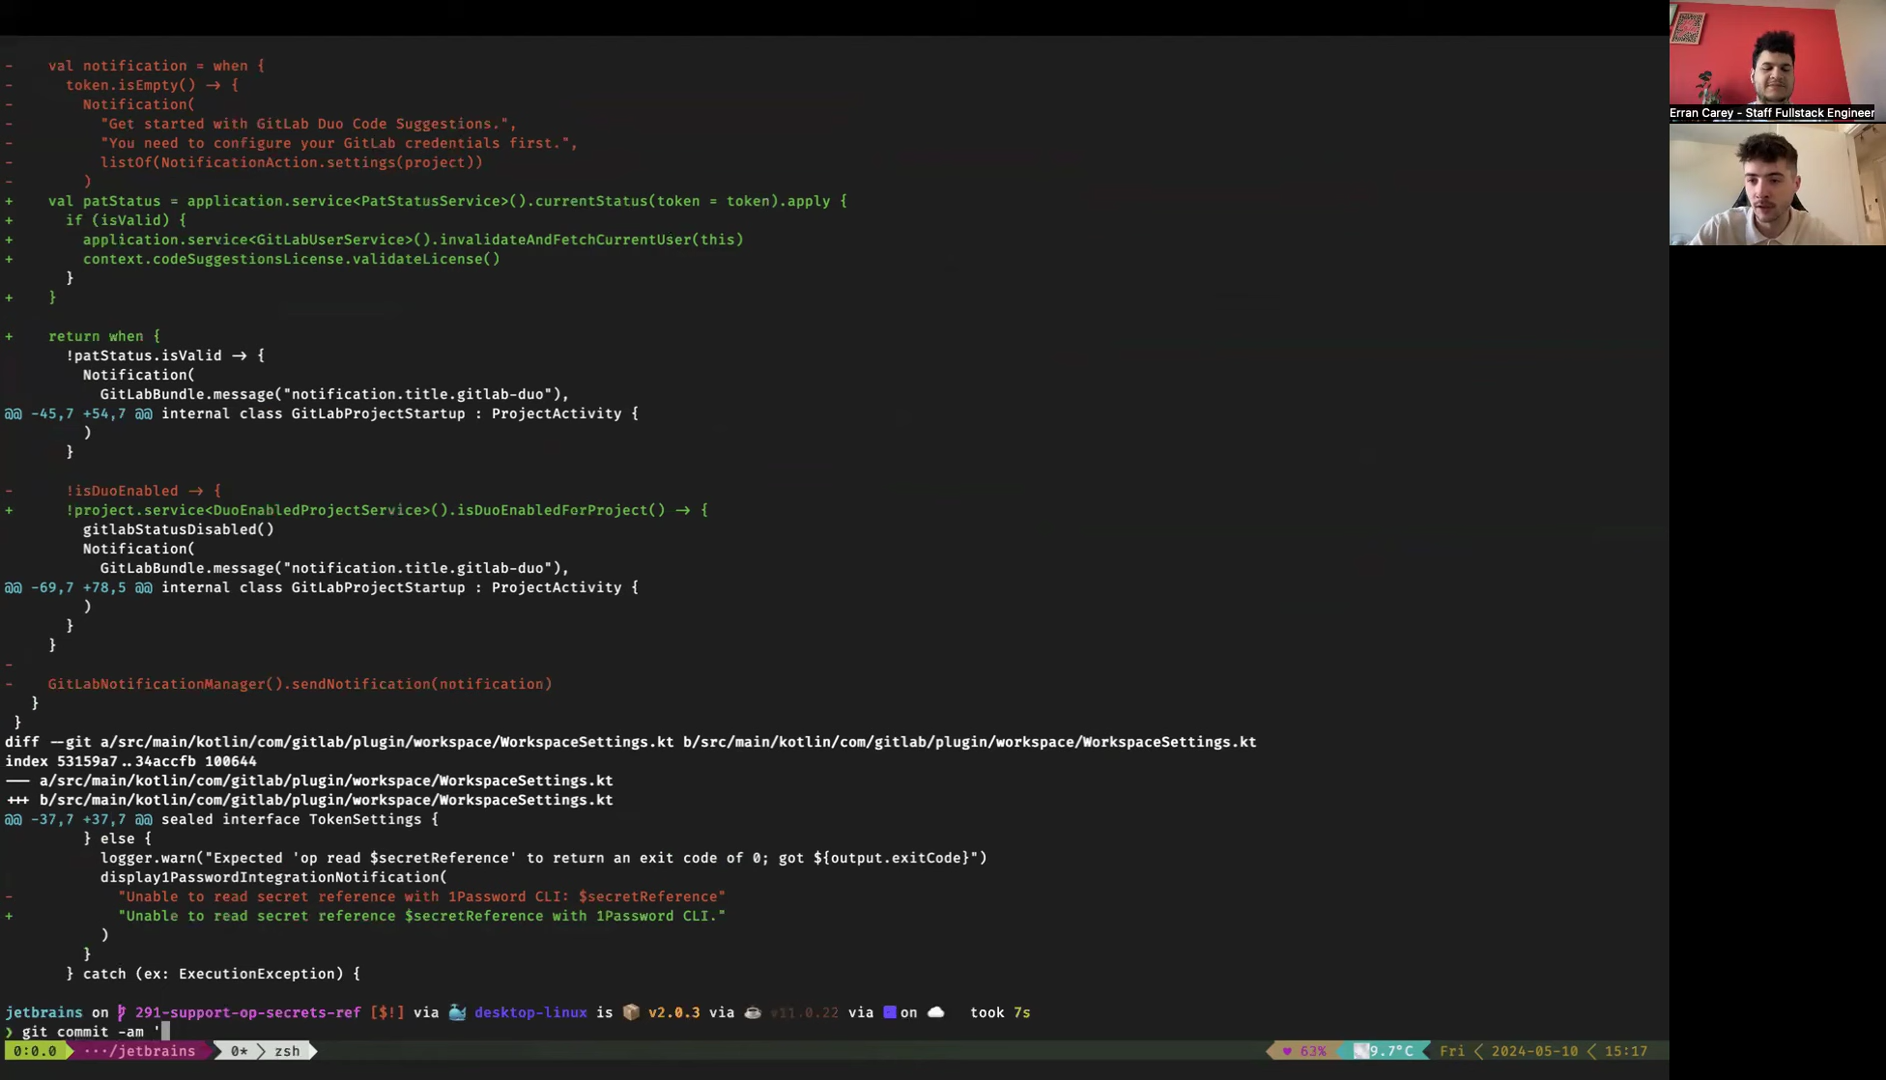 -    val notification = when {
-      token.isEmpty() -> {
-        Notification(
-          "Get started with GitLab Duo Code Suggestions.",
-          "You need to configure your GitLab credentials first.",
-          listOf(NotificationAction.settings(project))
-        )
+    val patStatus = application.service<PatStatusService>().currentStatus(token = token).apply {
+      if (isValid) {
+        application.service<GitLabUserService>().invalidateAndFetchCurrentUser(this)
+        context.codeSuggestionsLicense.validateLicense()
       }
+    }
+    return when {
       !patStatus.isValid -> {
         Notification(
           GitLabBundle.message("notification.title.gitlab-duo"),
@@ -45,7 +54,7 @@ internal class GitLabProjectStartup : ProjectActivity {
         )
       }
-      !isDuoEnabled -> {
+      !project.service<DuoEnabledProjectService>().isDuoEnabledForProject() -> {
         gitlabStatusDisabled()
         Notification(
           GitLabBundle.message("notification.title.gitlab-duo"),
@@ -69,7 +78,5 @@ internal class GitLabProjectStartup : ProjectActivity {
         )
       }
     }
-
-    GitLabNotificationManager().sendNotification(notification)
   }
 }
diff --git a/src/main/kotlin/com/gitlab/plugin/workspace/WorkspaceSettings.kt b/src/main/kotlin/com/gitlab/plugin/workspace/WorkspaceSettings.kt
index 53159a7..34accfb 100644
--- a/src/main/kotlin/com/gitlab/plugin/workspace/WorkspaceSettings.kt
+++ b/src/main/kotlin/com/gitlab/plugin/workspace/WorkspaceSettings.kt
@@ -37,7 +37,7 @@ sealed interface TokenSettings {
         } else {
           logger.warn("Expected 'op read $secretReference' to return an exit code of 0; got ${output.exitCode}")
           display1PasswordIntegrationNotification(
-            "Unable to read secret reference with 1Password CLI: $secretReference"
+            "Unable to read secret reference $secretReference with 1Password CLI."
           )
         }
       } catch (ex: ExecutionException) {
jetbrains on 291-support-op-secrets-ref [$!] via desktop-linux is v2.0.3 via v11.0.22 via on took 7s
❯ git commit -am '
0:0.0 ···/jetbrains 0* zsh ♥ 63% 9.7°C Fri 2024-05-10 15:17
Erran Carey - Staff Fullstack Engineer